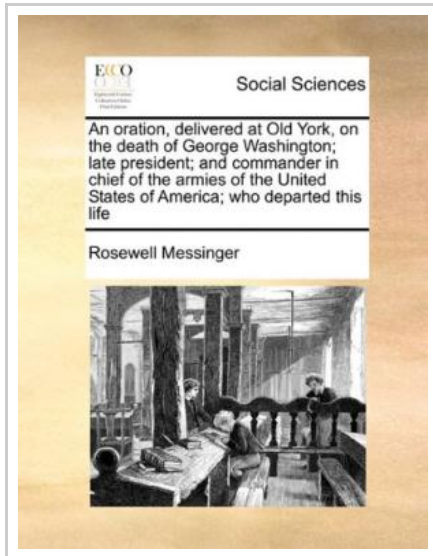 ECCO
Social Sciences
An oration, delivered at Old York, on
the death of George Washington;
late president; and commander in
chief of the armies of the United
States of America; who departed this
life
Rosewell Messinger